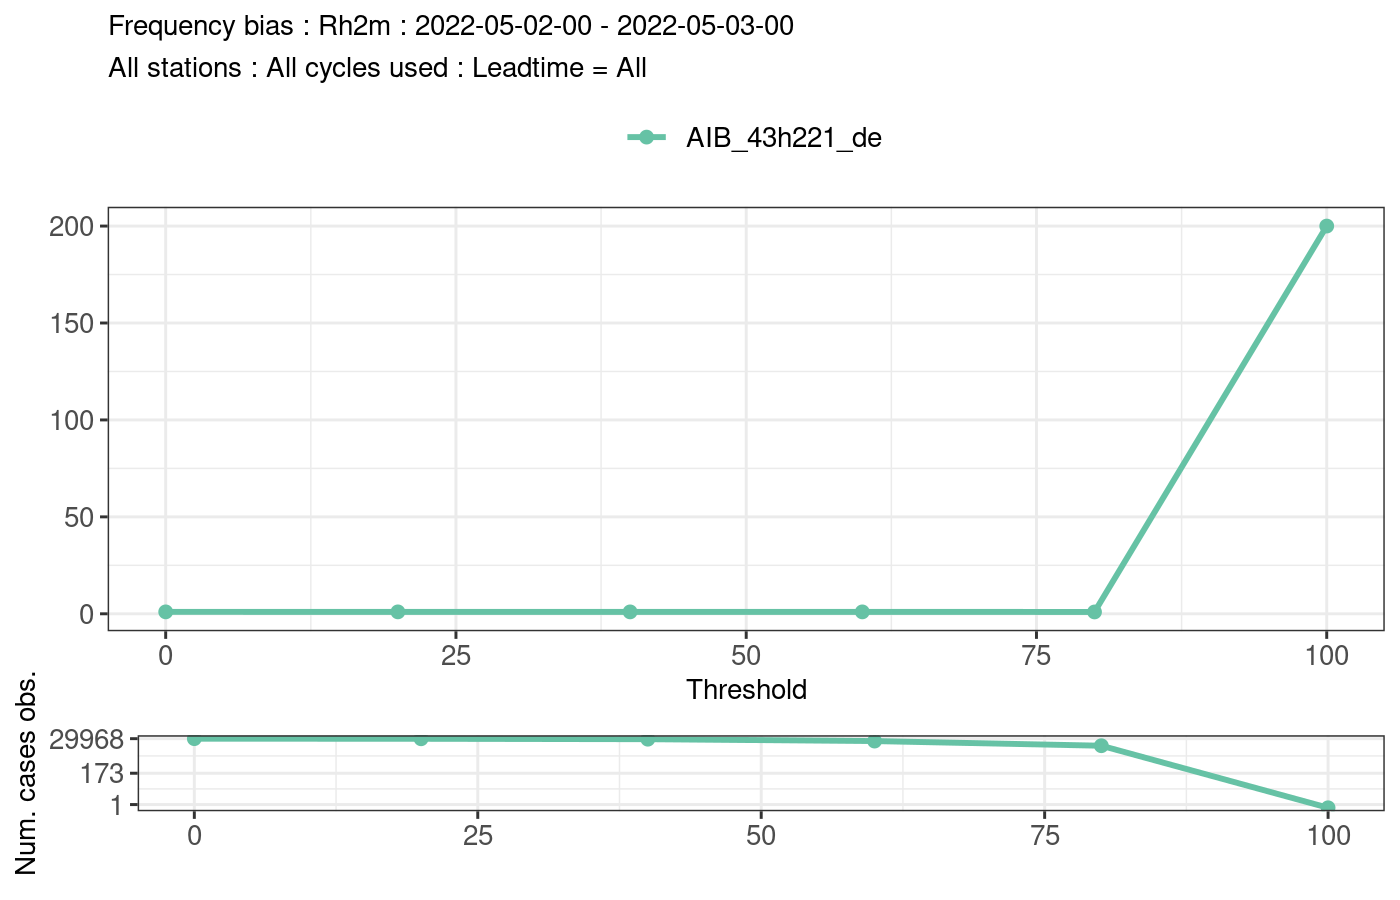 Frequency bias : Rh2m : 2022-05-02-00 - 2022-05-03-00
All stations : All cycles used : Leadtime = All
AIB_43h221_de
200
150
100
50
0
0 25 50 75 100
Threshold
Num. cases obs.
29968
173
1
0 25 50 75 100